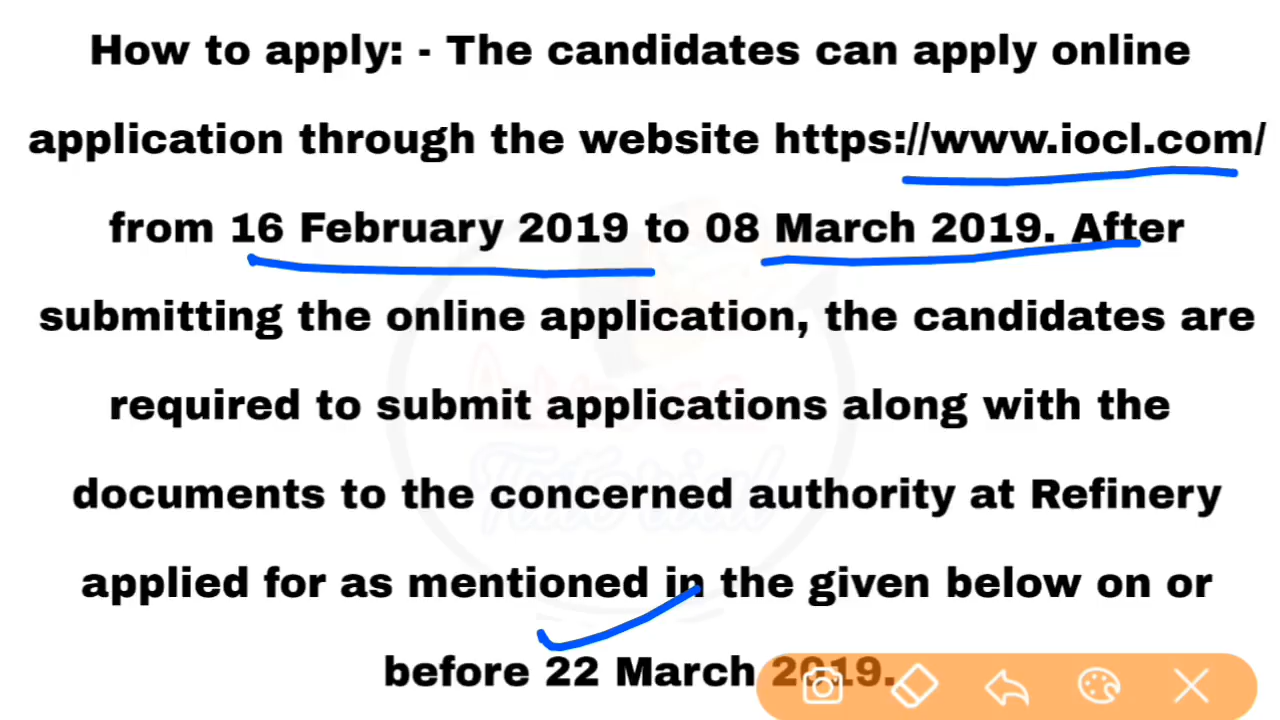 How to apply: - The candidates can apply online
application through the website https://www.iocl.com/
from 16 February 2019 to 08 March 2019. After
submitting the online application, the candidates are
required to submit applications along with the
documents to the concerned authority at Refinery
applied for as mentioned in the given below on or
before 22 March 2019.